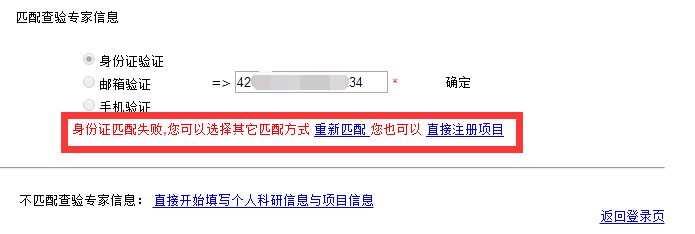 匹配查验专家信息
身份证验证
邮箱验证 => 42 34 * 确定
手机验证
身份证匹配失败,您可以选择其它匹配方式 重新匹配 您也可以 直接注册项目
不匹配查验专家信息： 直接开始填写个人科研信息与项目信息
返回登录页